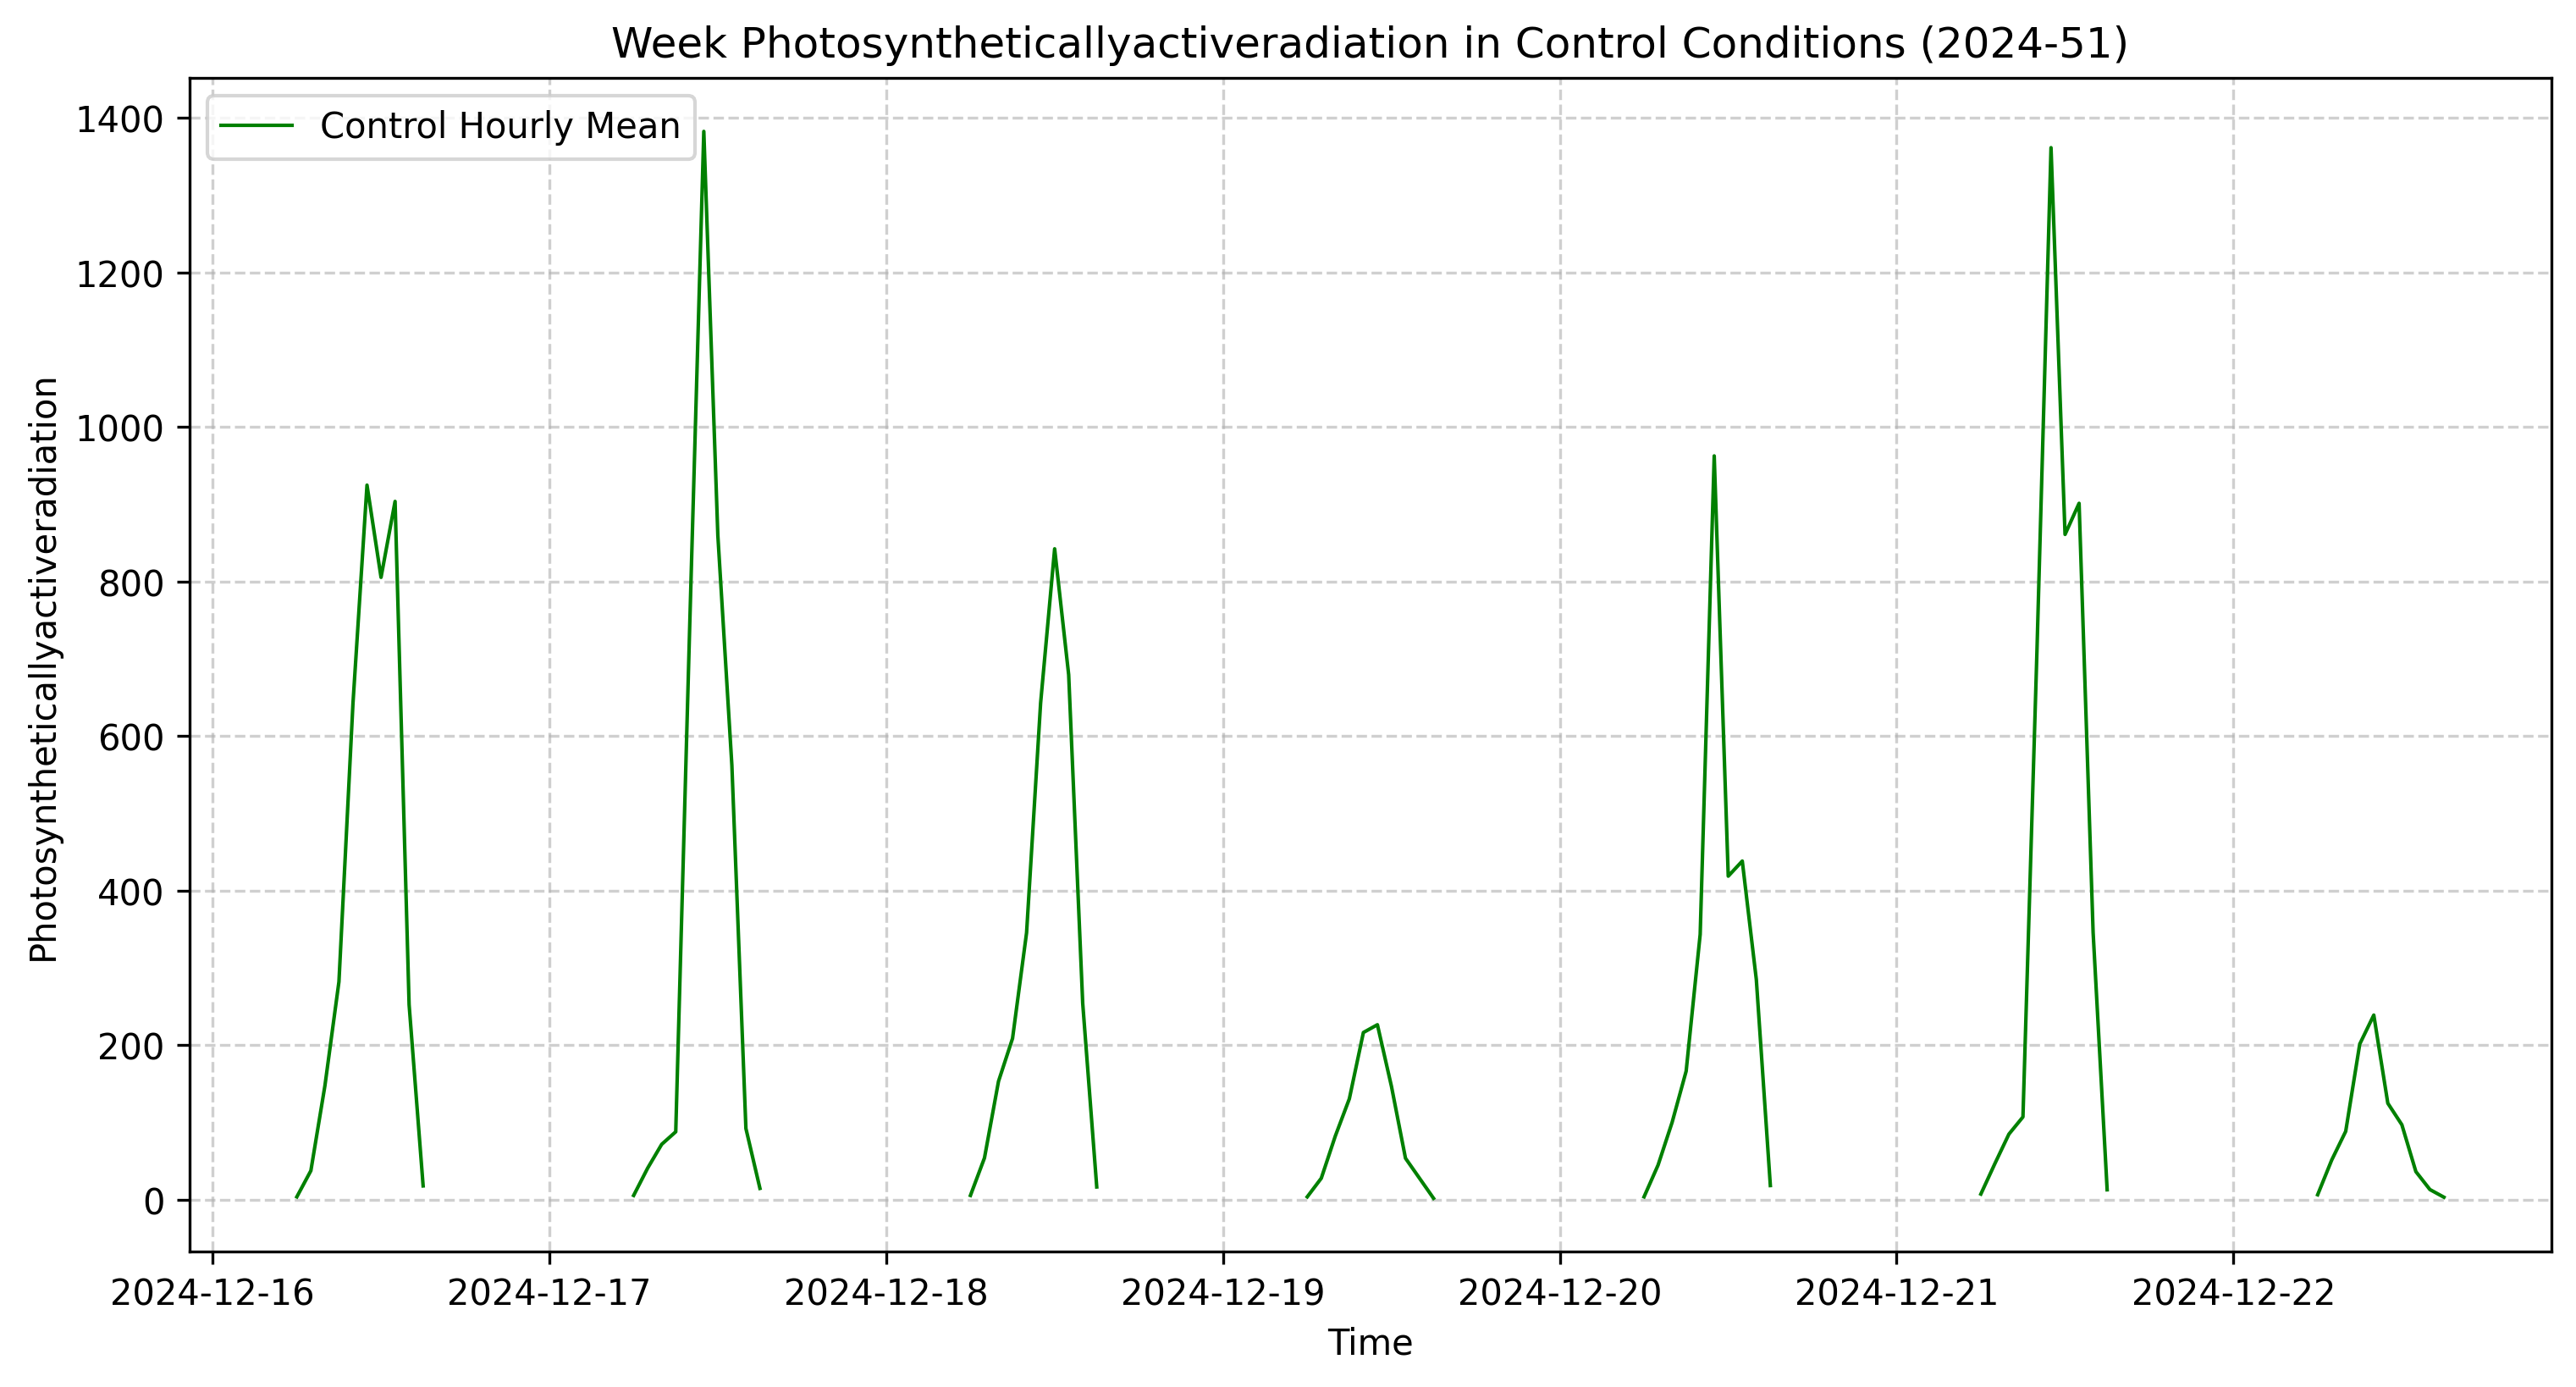 Week Photosyntheticallyactiveradiation in Control Conditions (2024-51)
Control Hourly Mean
Photosyntheticallyactiveradiation
1400
1200
1000
800
600
400
200
0
2024-12-16 2024-12-17 2024-12-18 2024-12-19 2024-12-20 2024-12-21 2024-12-22
Time